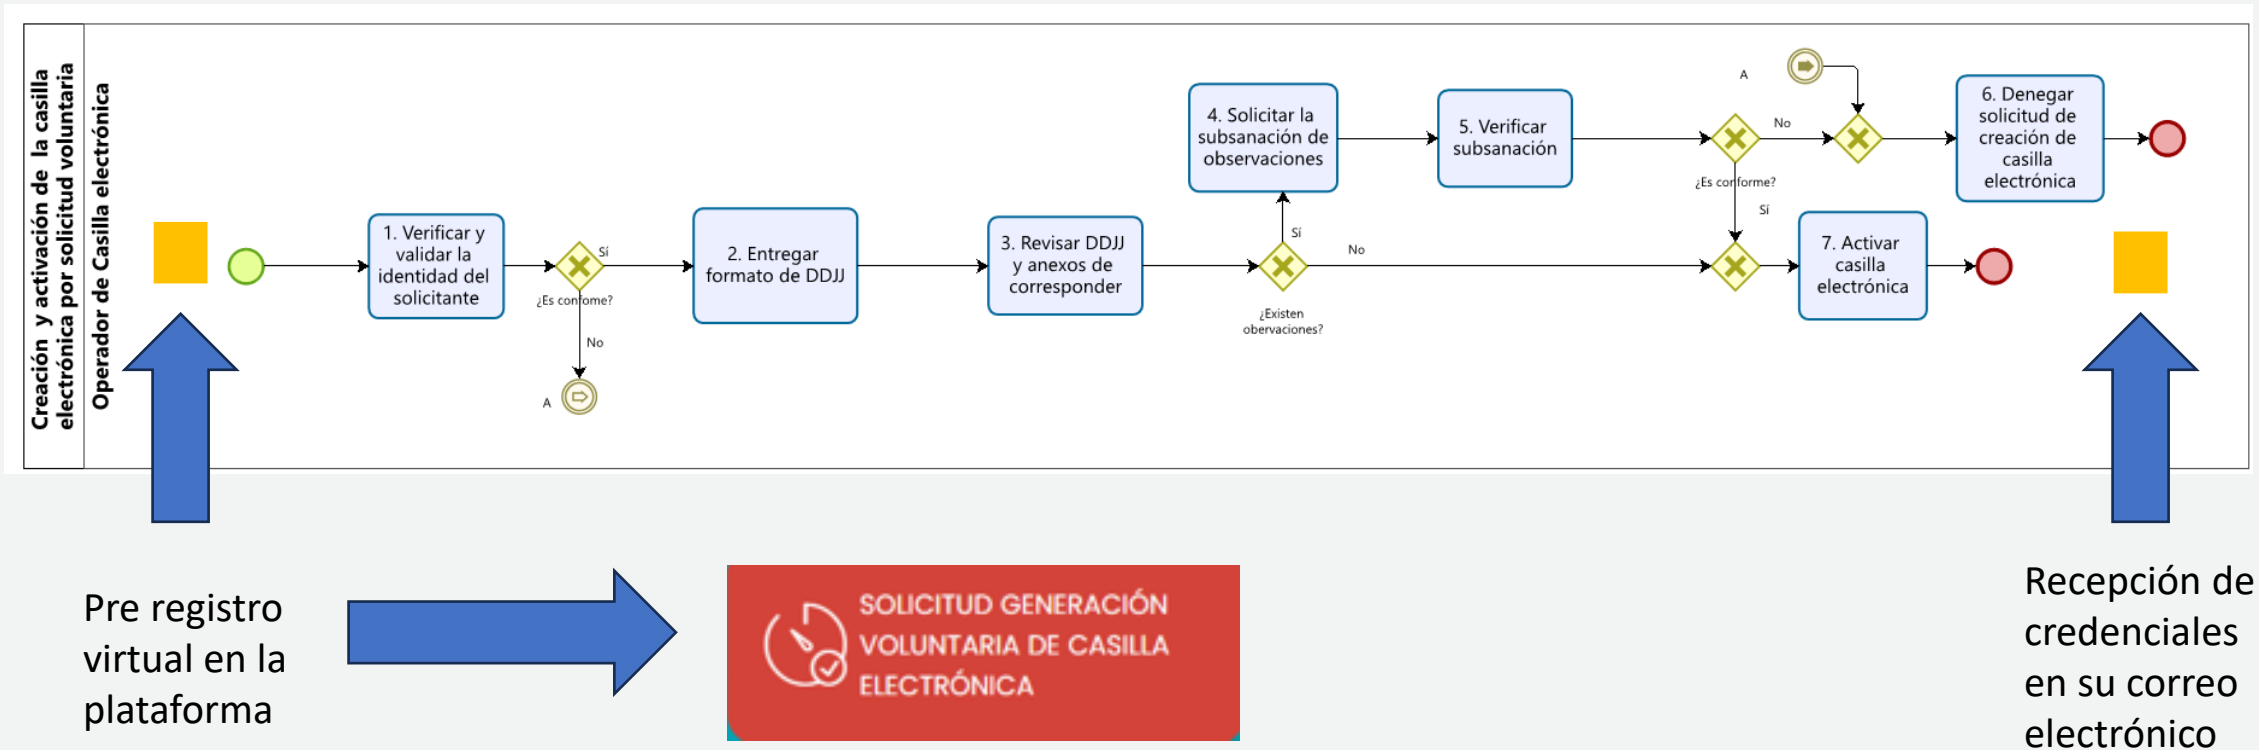 Creación y activación de la casilla
electrónica por solicitud voluntaria
Operador de Casilla electrónica
1. Verificar y
validar la
identidad del
solicitante
¿Es confome?
Sí
No
A
2. Entregar
formato de DDJJ
3. Revisar DDJJ
y anexos de
corresponder
¿Existen
obervaciones?
Sí
No
4. Solicitar la
subsanación de
observaciones
5. Verificar
subsanación
¿Es conforme?
No
Sí
A
6. Denegar
solicitud de
creación de
casilla
electrónica
7. Activar
casilla
electrónica
Pre registro
virtual en la
plataforma
SOLICITUD GENERACIÓN
VOLUNTARIA DE CASILLA
ELECTRÓNICA
Recepción de
credenciales
en su correo
electrónico